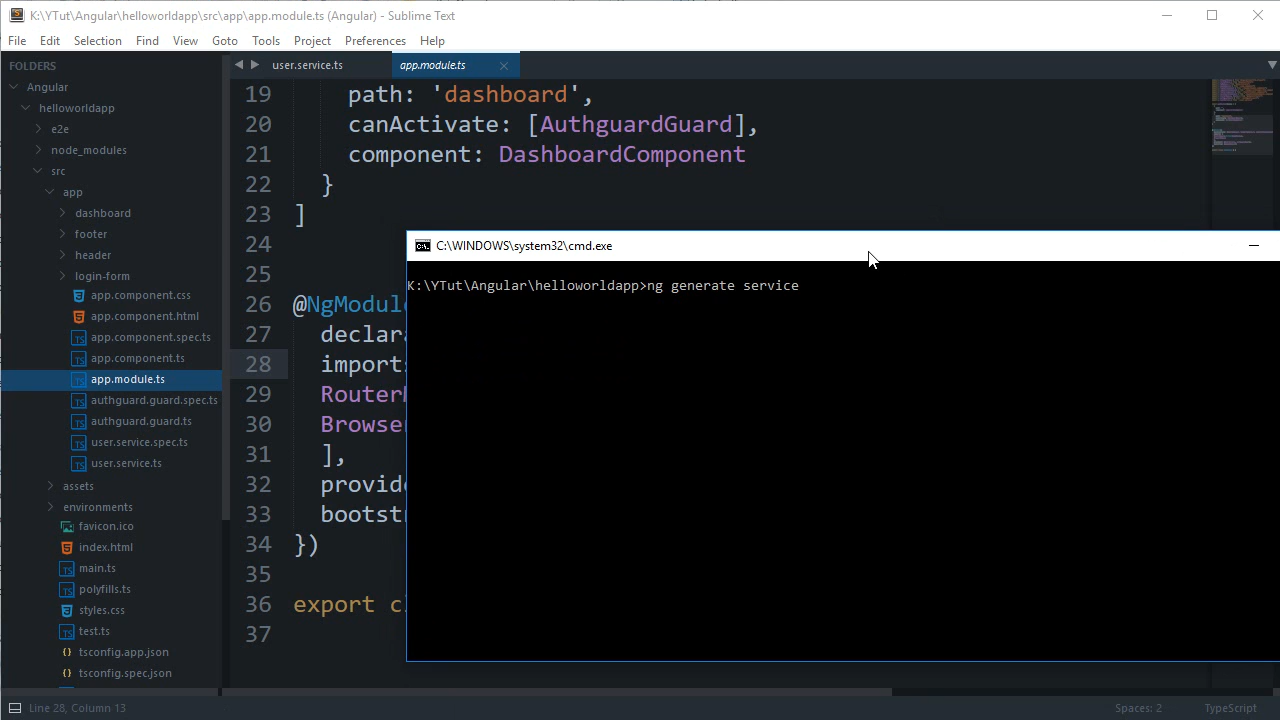 K:\YTut\Angular\helloworldapp\src\app\app.module.ts (Angular) - Sublime Text
File Edit Selection Find View Goto Tools Project Preferences Help
FOLDERS
Angular
helloworldapp
e2e
node_modules
src
app
dashboard
footer
header
login-form
app.component.css
app.component.html
app.component.spec.ts
app.component.ts
app.module.ts
authguard.guard.spec.ts
authguard.guard.ts
user.service.spec.ts
user.service.ts
assets
environments
favicon.ico
index.html
main.ts
polyfills.ts
styles.css
test.ts
tsconfig.app.json
tsconfig.spec.json
user.service.ts app.module.ts
19 path: 'dashboard',
20 canActivate: [AuthguardGuard],
21 component: DashboardComponent
22 }
23 ]
24
25
26 @NgModule
27 declara
28 imports
29 Router
30 Browse
31 ],
32 provide
33 bootst
34 })
35
36 export c
37
C:\WINDOWS\system32\cmd.exe
K:\YTut\Angular\helloworldapp>ng generate service
Line 28, Column 13 Spaces: 2 TypeScript